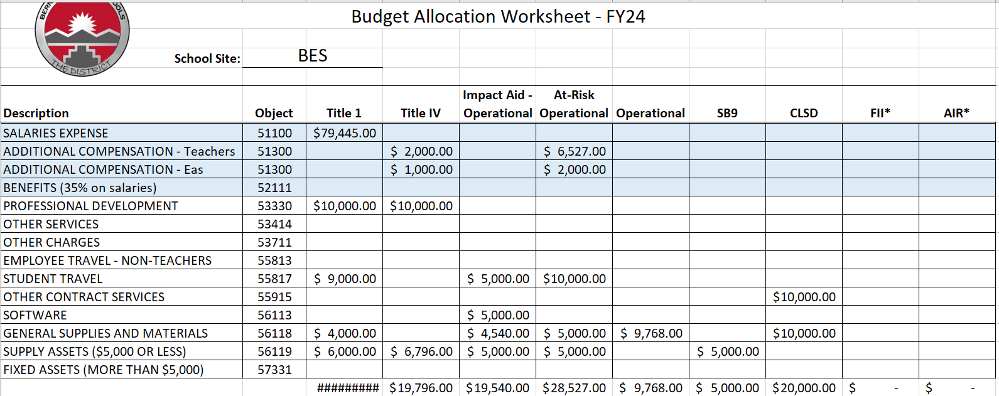 BERN OOLS
THE DISTRICT
Budget Allocation Worksheet - FY24
School Site: BES
Impact Aid - At-Risk
Description Object Title 1 Title IV Operational Operational Operational SB9 CLSD FII* AIR*
SALARIES EXPENSE 51100 $79,445.00
ADDITIONAL COMPENSATION - Teachers 51300 $ 2,000.00 $ 6,527.00
ADDITIONAL COMPENSATION - Eas 51300 $ 1,000.00 $ 2,000.00
BENEFITS (35% on salaries) 52111
PROFESSIONAL DEVELOPMENT 53330 $10,000.00 $10,000.00
OTHER SERVICES 53414
OTHER CHARGES 53711
EMPLOYEE TRAVEL - NON-TEACHERS 55813
STUDENT TRAVEL 55817 $ 9,000.00 $ 5,000.00 $10,000.00
OTHER CONTRACT SERVICES 55915 $10,000.00
SOFTWARE 56113 $ 5,000.00
GENERAL SUPPLIES AND MATERIALS 56118 $ 4,000.00 $ 4,540.00 $ 5,000.00 $ 9,768.00 $10,000.00
SUPPLY ASSETS ($5,000 OR LESS) 56119 $ 6,000.00 $ 6,796.00 $ 5,000.00 $ 5,000.00 $ 5,000.00
FIXED ASSETS (MORE THAN $5,000) 57331
######### $19,796.00 $19,540.00 $28,527.00 $ 9,768.00 $ 5,000.00 $20,000.00 $ - $ -